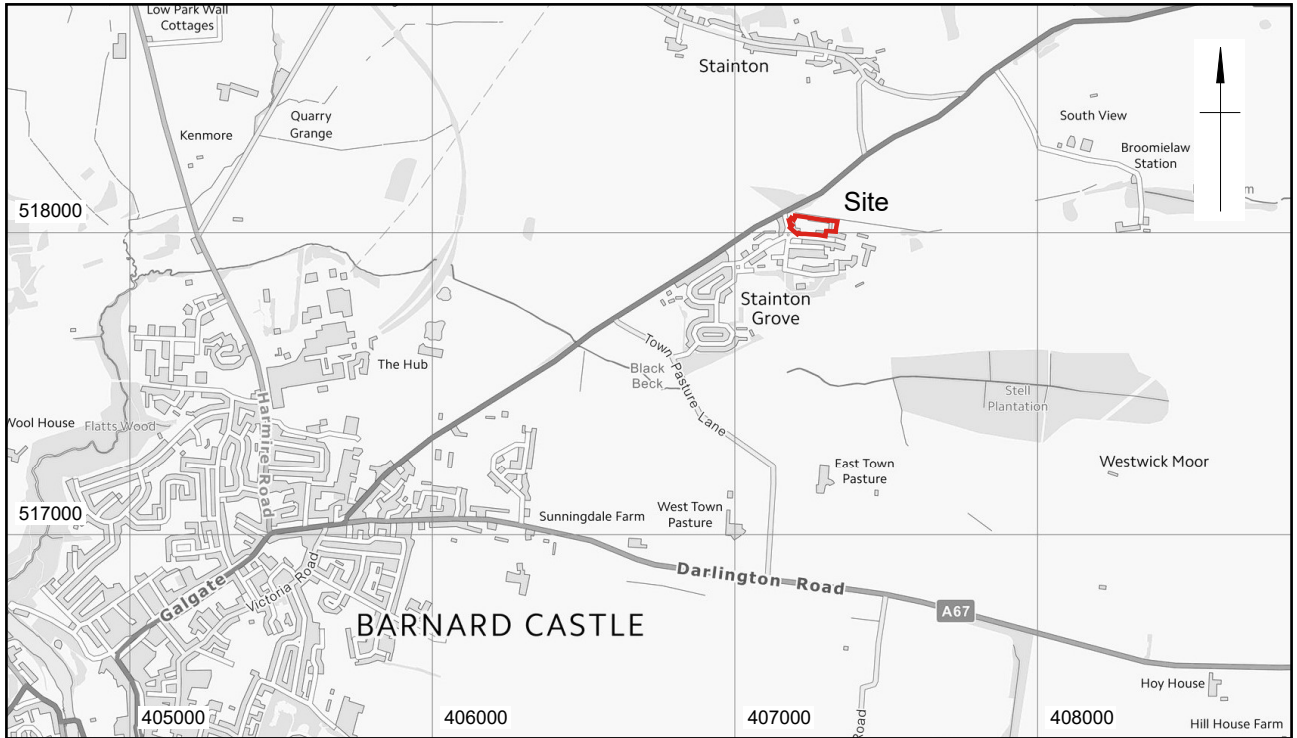 Low Park Wall
Cottages
Stainton
Quarry
Grange
Kenmore
South View
Broomielaw
Station
518000
Site
Stainton
Grove
The Hub
Town Pasture Lane
Black
Beck
Stell
Plantation
Harmire Road
Wool House
Flatts Wood
East Town
Pasture
Westwick Moor
517000
Sunningdale Farm
West Town
Pasture
Galgate
Victoria Road
Darlington Road
A67
BARNARD CASTLE
Hoy House
405000
406000
407000
408000
Road
Hill House Farm